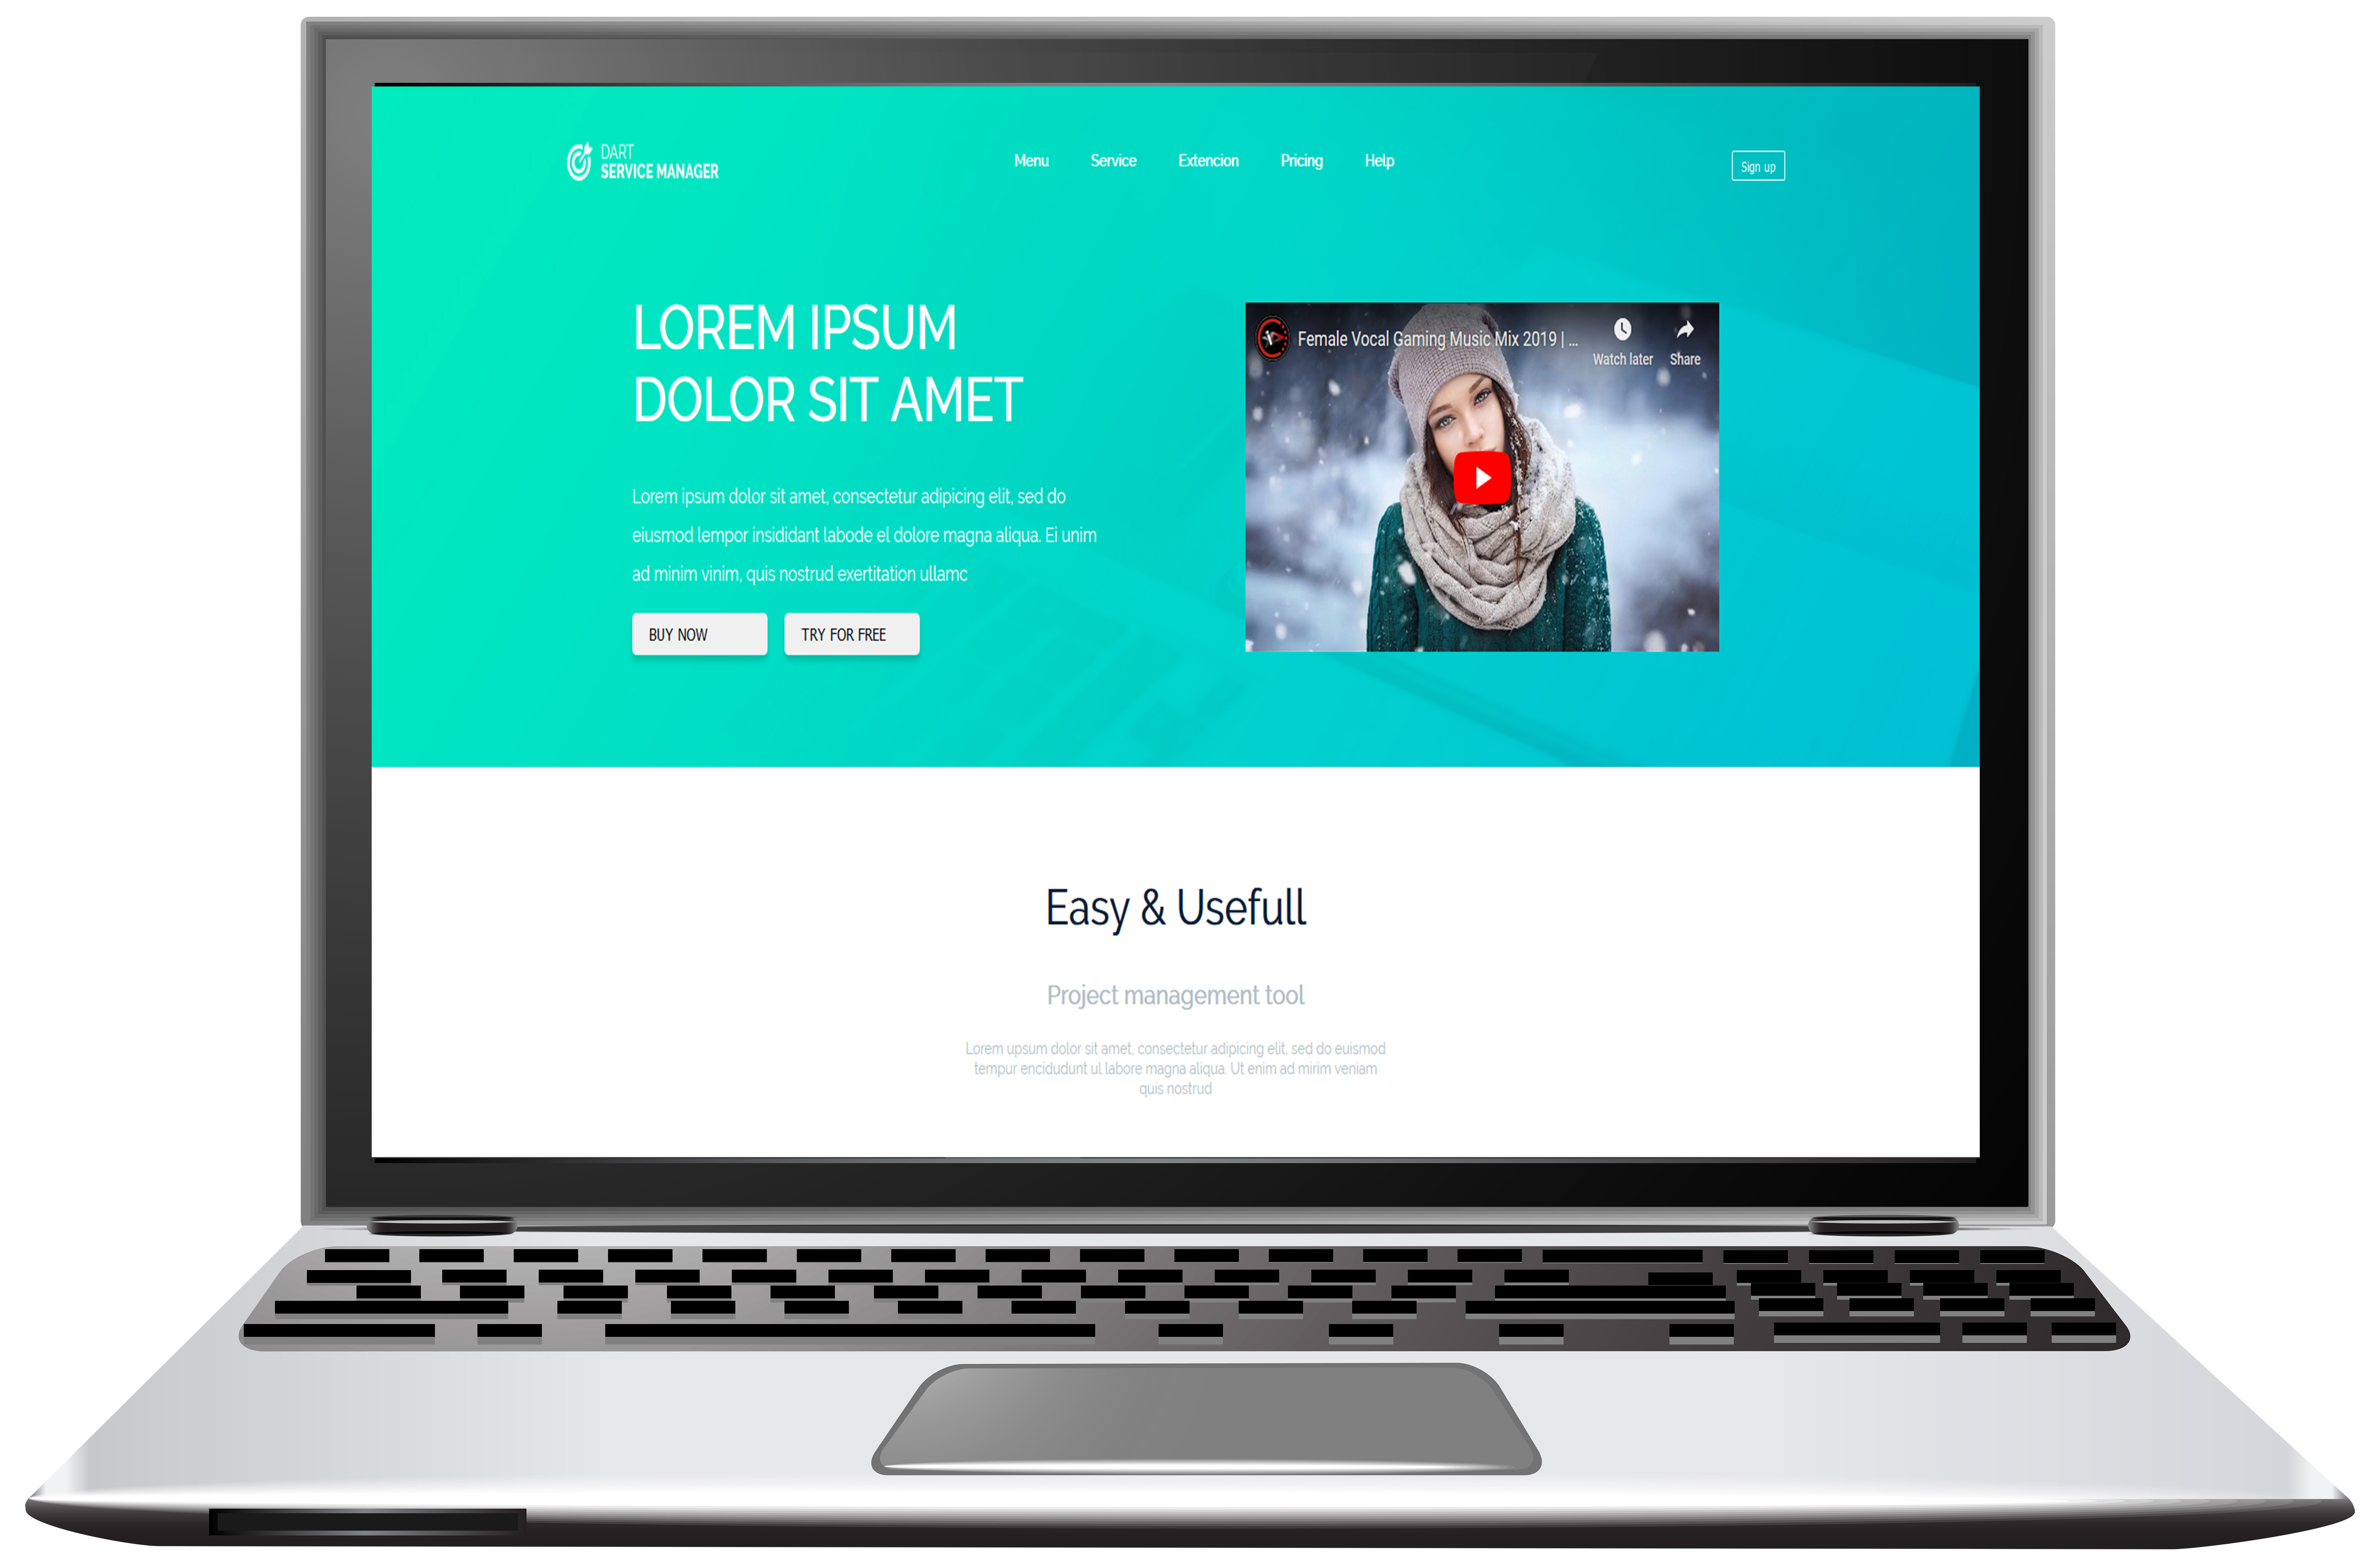 DART
SERVICE MANAGER
Menu Service Extencion Pricing Help
Sign up
LOREM IPSUM
DOLOR SIT AMET
Lorem ipsum dolor sit amet, consectetur adipicing elit, sed do
eiusmod lempor insididant labode el dolore magna aliqua. Ei unim
ad minim vinim, quis nostrud exertitation ullamc
BUY NOW
TRY FOR FREE
Female Vocal Gaming Music Mix 2019 | ...
Watch later
Share
Easy & Usefull
Project management tool
Lorem upsum dolor sit amet, consectetur adipicing elit, sed do euismod
tempur encidudunt ul labore magna aliqua. Ut enim ad mirim veniam
quis nostrud